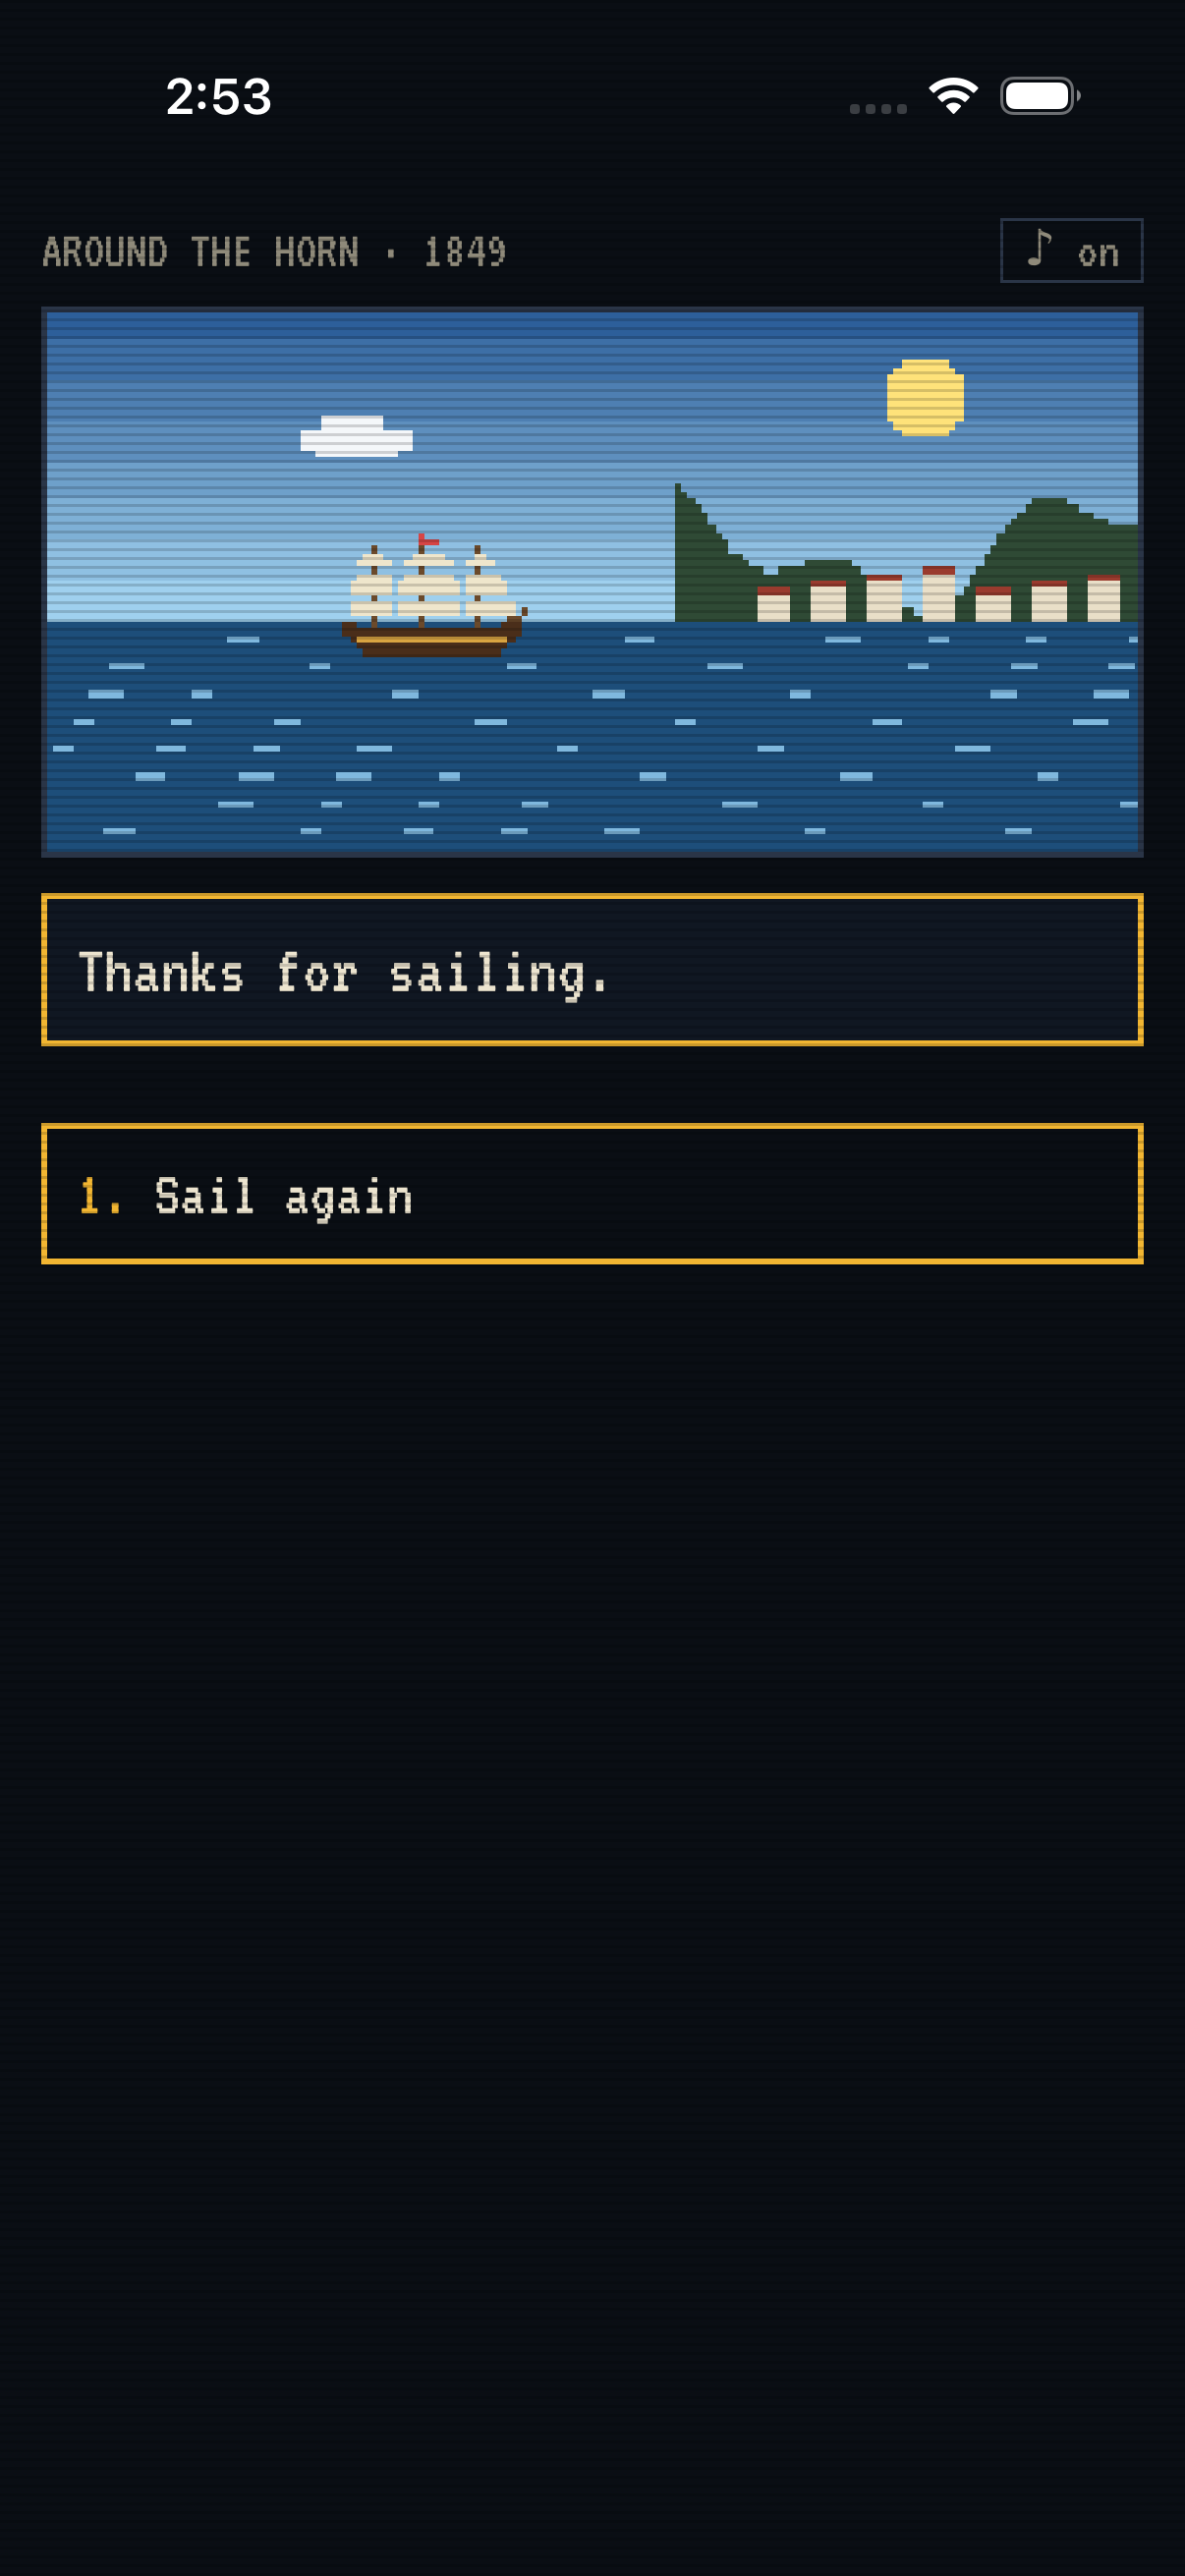 2:53
AROUND THE HORN · 1849
♪ on
Thanks for sailing.
1. Sail again